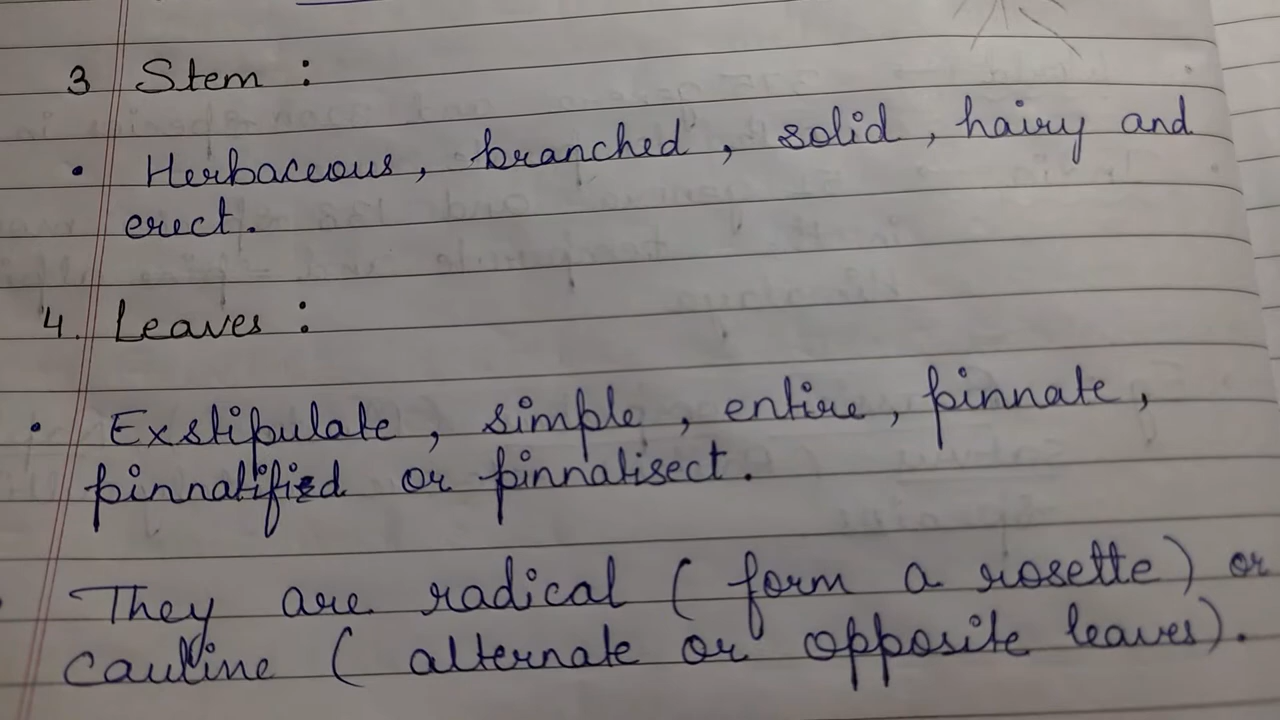 3 Stem :
• Herbaceous, branched, solid, hairy and
erect.
4. Leaves :
• Exstipulate, simple, entire, pinnate,
pinnatified or pinnatisect.
They are radical ( form a rosette) or
Cauline ( alternate or opposite leaves).